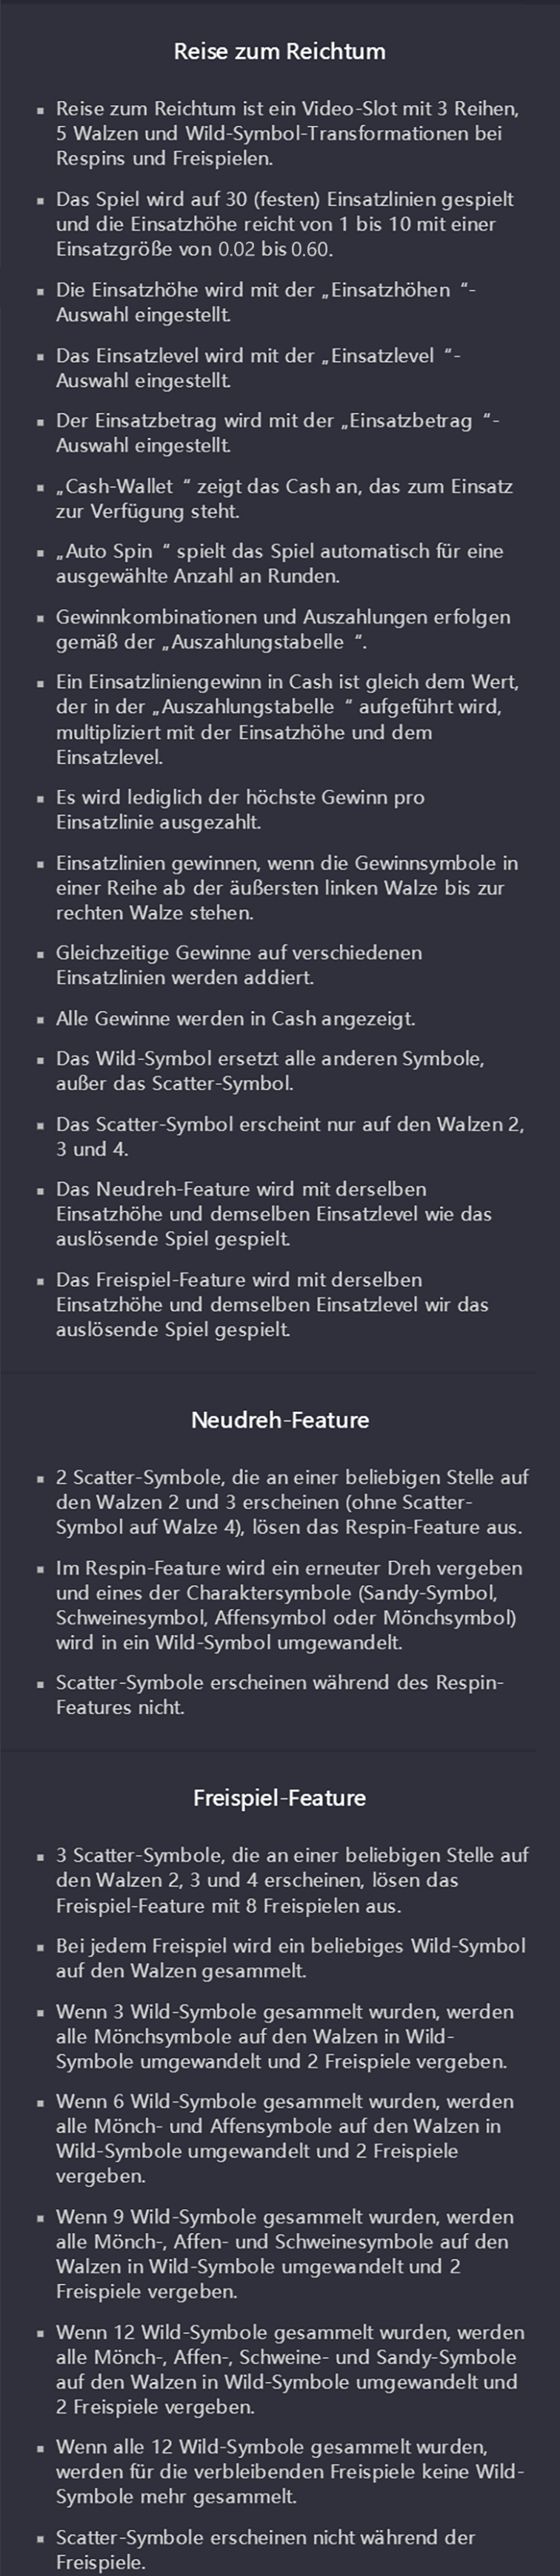 Reise zum Reichtum
▪ Reise zum Reichtum ist ein Video-Slot mit 3 Reihen,
5 Walzen und Wild-Symbol-Transformationen bei
Respins und Freispielen.
▪ Das Spiel wird auf 30 (festen) Einsatzlinien gespielt
und die Einsatzhöhe reicht von 1 bis 10 mit einer
Einsatzgröße von 0.02 bis 0.60.
▪ Die Einsatzhöhe wird mit der „Einsatzhöhen “-
Auswahl eingestellt.
▪ Das Einsatzlevel wird mit der „Einsatzlevel “-
Auswahl eingestellt.
▪ Der Einsatzbetrag wird mit der „Einsatzbetrag “-
Auswahl eingestellt.
▪ „Cash-Wallet “ zeigt das Cash an, das zum Einsatz
zur Verfügung steht.
▪ „Auto Spin “ spielt das Spiel automatisch für eine
ausgewählte Anzahl an Runden.
▪ Gewinnkombinationen und Auszahlungen erfolgen
gemäß der „Auszahlungstabelle “.
▪ Ein Einsatzliniengewinn in Cash ist gleich dem Wert,
der in der „Auszahlungstabelle “ aufgeführt wird,
multipliziert mit der Einsatzhöhe und dem
Einsatzlevel.
▪ Es wird lediglich der höchste Gewinn pro
Einsatzlinie ausgezahlt.
▪ Einsatzlinien gewinnen, wenn die Gewinnsymbole in
einer Reihe ab der äußersten linken Walze bis zur
rechten Walze stehen.
▪ Gleichzeitige Gewinne auf verschiedenen
Einsatzlinien werden addiert.
▪ Alle Gewinne werden in Cash angezeigt.
▪ Das Wild-Symbol ersetzt alle anderen Symbole,
außer das Scatter-Symbol.
▪ Das Scatter-Symbol erscheint nur auf den Walzen 2,
3 und 4.
▪ Das Neudreh-Feature wird mit derselben
Einsatzhöhe und demselben Einsatzlevel wie das
auslösende Spiel gespielt.
▪ Das Freispiel-Feature wird mit derselben
Einsatzhöhe und demselben Einsatzlevel wir das
auslösende Spiel gespielt.
Neudreh-Feature
▪ 2 Scatter-Symbole, die an einer beliebigen Stelle auf
den Walzen 2 und 3 erscheinen (ohne Scatter-
Symbol auf Walze 4), lösen das Respin-Feature aus.
▪ Im Respin-Feature wird ein erneuter Dreh vergeben
und eines der Charaktersymbole (Sandy-Symbol,
Schweinesymbol, Affensymbol oder Mönchsymbol)
wird in ein Wild-Symbol umgewandelt.
▪ Scatter-Symbole erscheinen während des Respin-
Features nicht.
Freispiel-Feature
▪ 3 Scatter-Symbole, die an einer beliebigen Stelle auf
den Walzen 2, 3 und 4 erscheinen, lösen das
Freispiel-Feature mit 8 Freispielen aus.
▪ Bei jedem Freispiel wird ein beliebiges Wild-Symbol
auf den Walzen gesammelt.
▪ Wenn 3 Wild-Symbole gesammelt wurden, werden
alle Mönchsymbole auf den Walzen in Wild-
Symbole umgewandelt und 2 Freispiele vergeben.
▪ Wenn 6 Wild-Symbole gesammelt wurden, werden
alle Mönch- und Affensymbole auf den Walzen in
Wild-Symbole umgewandelt und 2 Freispiele
vergeben.
▪ Wenn 9 Wild-Symbole gesammelt wurden, werden
alle Mönch-, Affen- und Schweinesymbole auf den
Walzen in Wild-Symbole umgewandelt und 2
Freispiele vergeben.
▪ Wenn 12 Wild-Symbole gesammelt wurden, werden
alle Mönch-, Affen-, Schweine- und Sandy-Symbole
auf den Walzen in Wild-Symbole umgewandelt und
2 Freispiele vergeben.
▪ Wenn alle 12 Wild-Symbole gesammelt wurden,
werden für die verbleibenden Freispiele keine Wild-
Symbole mehr gesammelt.
▪ Scatter-Symbole erscheinen nicht während der
Freispiele.